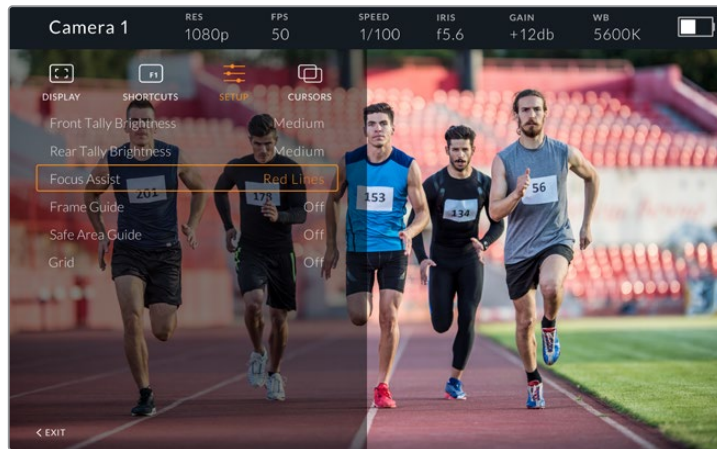 Camera 1
RES FPS SPEED IRIS GAIN WB
1080p 50 1/100 f5.6 +12db 5600K
F1
DISPLAY SHORTCUTS SETUP CURSORS
Front Tally Brightness Medium
Rear Tally Brightness Medium
Focus Assist Red Lines
Frame Guide Off
Safe Area Guide Off
Grid Off
201 178 153 134 56
< EXIT